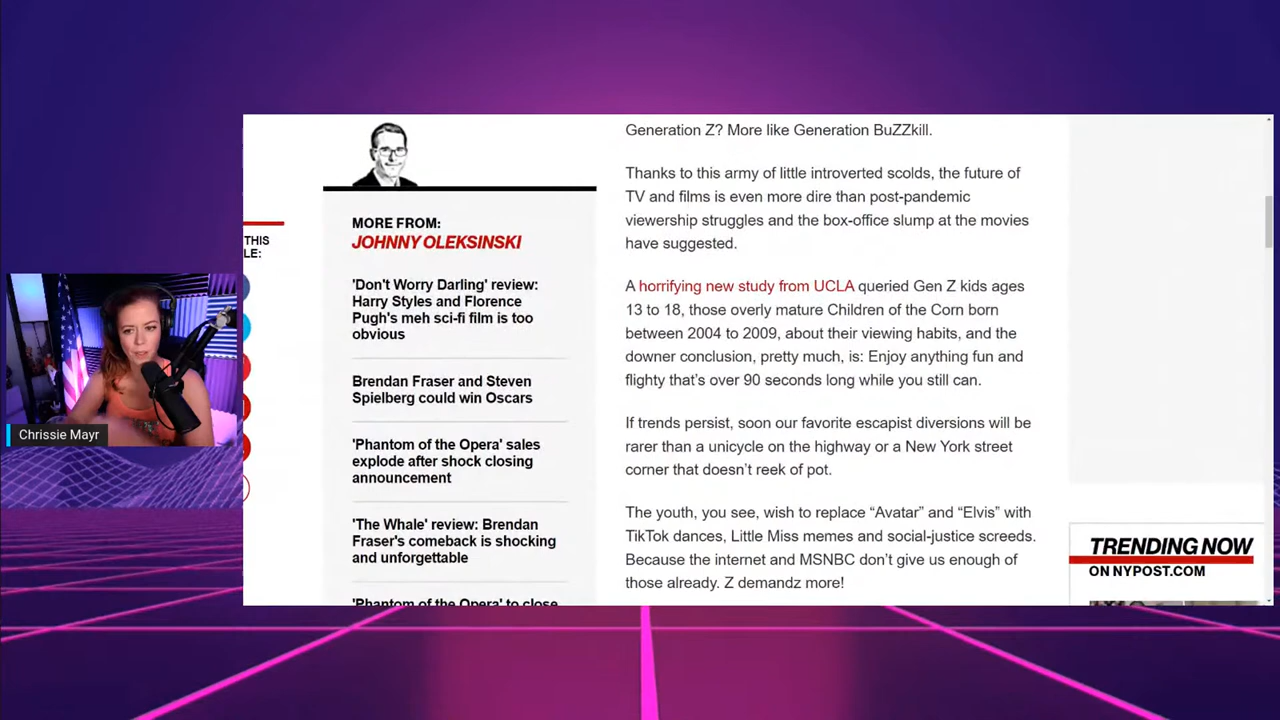 Generation Z? More like Generation BuZZkill.
Thanks to this army of little introverted scolds, the future of
TV and films is even more dire than post-pandemic
viewership struggles and the box-office slump at the movies
have suggested.
A horrifying new study from UCLA queried Gen Z kids ages
13 to 18, those overly mature Children of the Corn born
between 2004 to 2009, about their viewing habits, and the
downer conclusion, pretty much, is: Enjoy anything fun and
flighty that's over 90 seconds long while you still can.
If trends persist, soon our favorite escapist diversions will be
rarer than a unicycle on the highway or a New York street
corner that doesn't reek of pot.
The youth, you see, wish to replace “Avatar” and “Elvis” with
TikTok dances, Little Miss memes and social-justice screeds.
Because the internet and MSNBC don't give us enough of
those already. Z demandz more!
MORE FROM:
JOHNNY OLEKSINSKI
'Don't Worry Darling' review:
Harry Styles and Florence
Pugh's meh sci-fi film is too
obvious
Brendan Fraser and Steven
Spielberg could win Oscars
'Phantom of the Opera' sales
explode after shock closing
announcement
'The Whale' review: Brendan
Fraser's comeback is shocking
and unforgettable
'Phantom of the Opera' to close
THIS
LE:
Chrissie Mayr
TRENDING NOW
ON NYPOST.COM